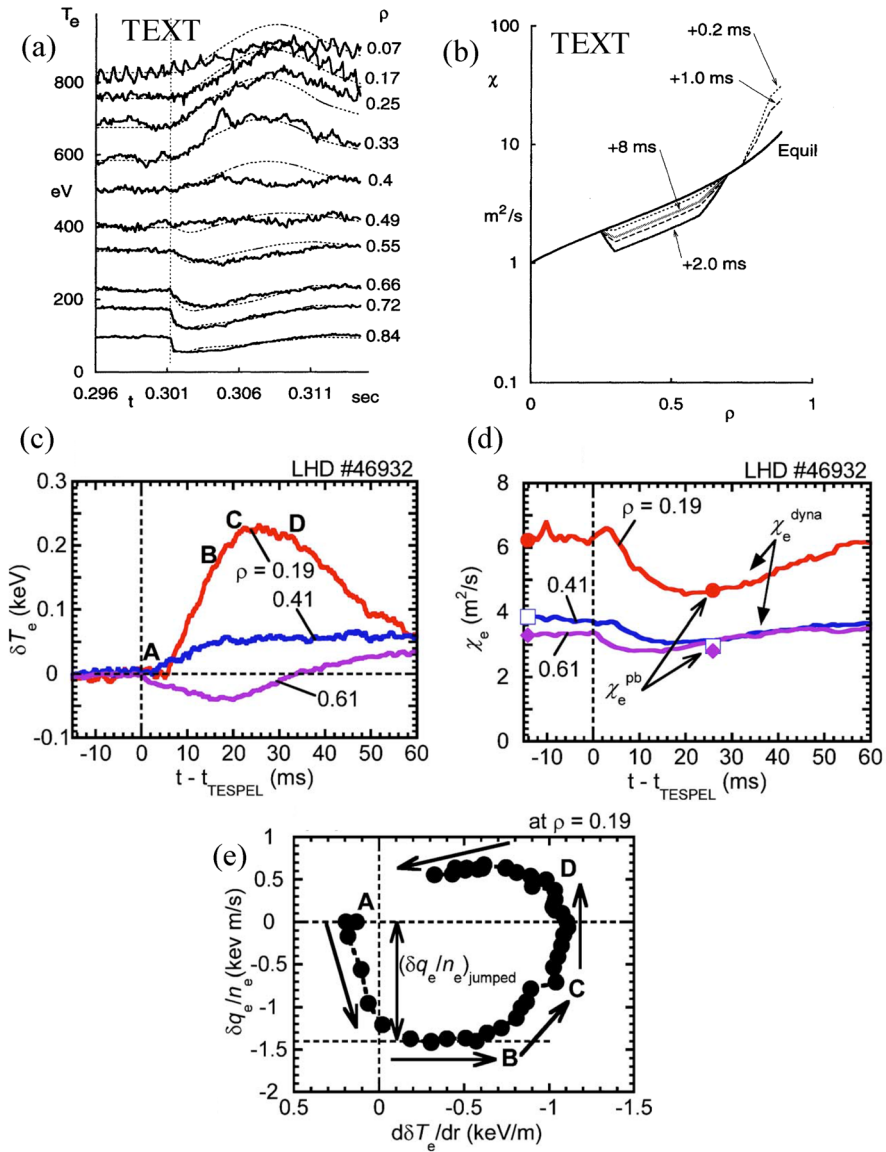 (a)
TEXT
Te
ρ
800
600
eV
400
200
0
0.07
0.17
0.25
0.33
0.4
0.49
0.55
0.66
0.72
0.84
0.296
t
0.301
0.306
0.311
sec
(b)
TEXT
100
χ
10
m²/s
1
0.1
+0.2 ms
+1.0 ms
Equil
+8 ms
+2.0 ms
0
0.5
ρ
1
(c)
LHD #46932
0.3
0.2
0.1
0
-0.1
δTe (keV)
A
B
C
D
ρ = 0.19
0.41
0.61
-10 0 10 20 30 40 50 60
t - tTESPEL (ms)
(d)
LHD #46932
8
6
4
2
0
χe (m²/s)
ρ = 0.19
χe dyna
0.41
0.61
χe pb
-10 0 10 20 30 40 50 60
t - tTESPEL (ms)
(e)
at ρ = 0.19
1
0.5
0
-0.5
-1
-1.5
-2
δqe/ne (kev m/s)
A
D
(δqe/ne)jumped
C
B
0.5 0 -0.5 -1 -1.5
dδTe/dr (keV/m)